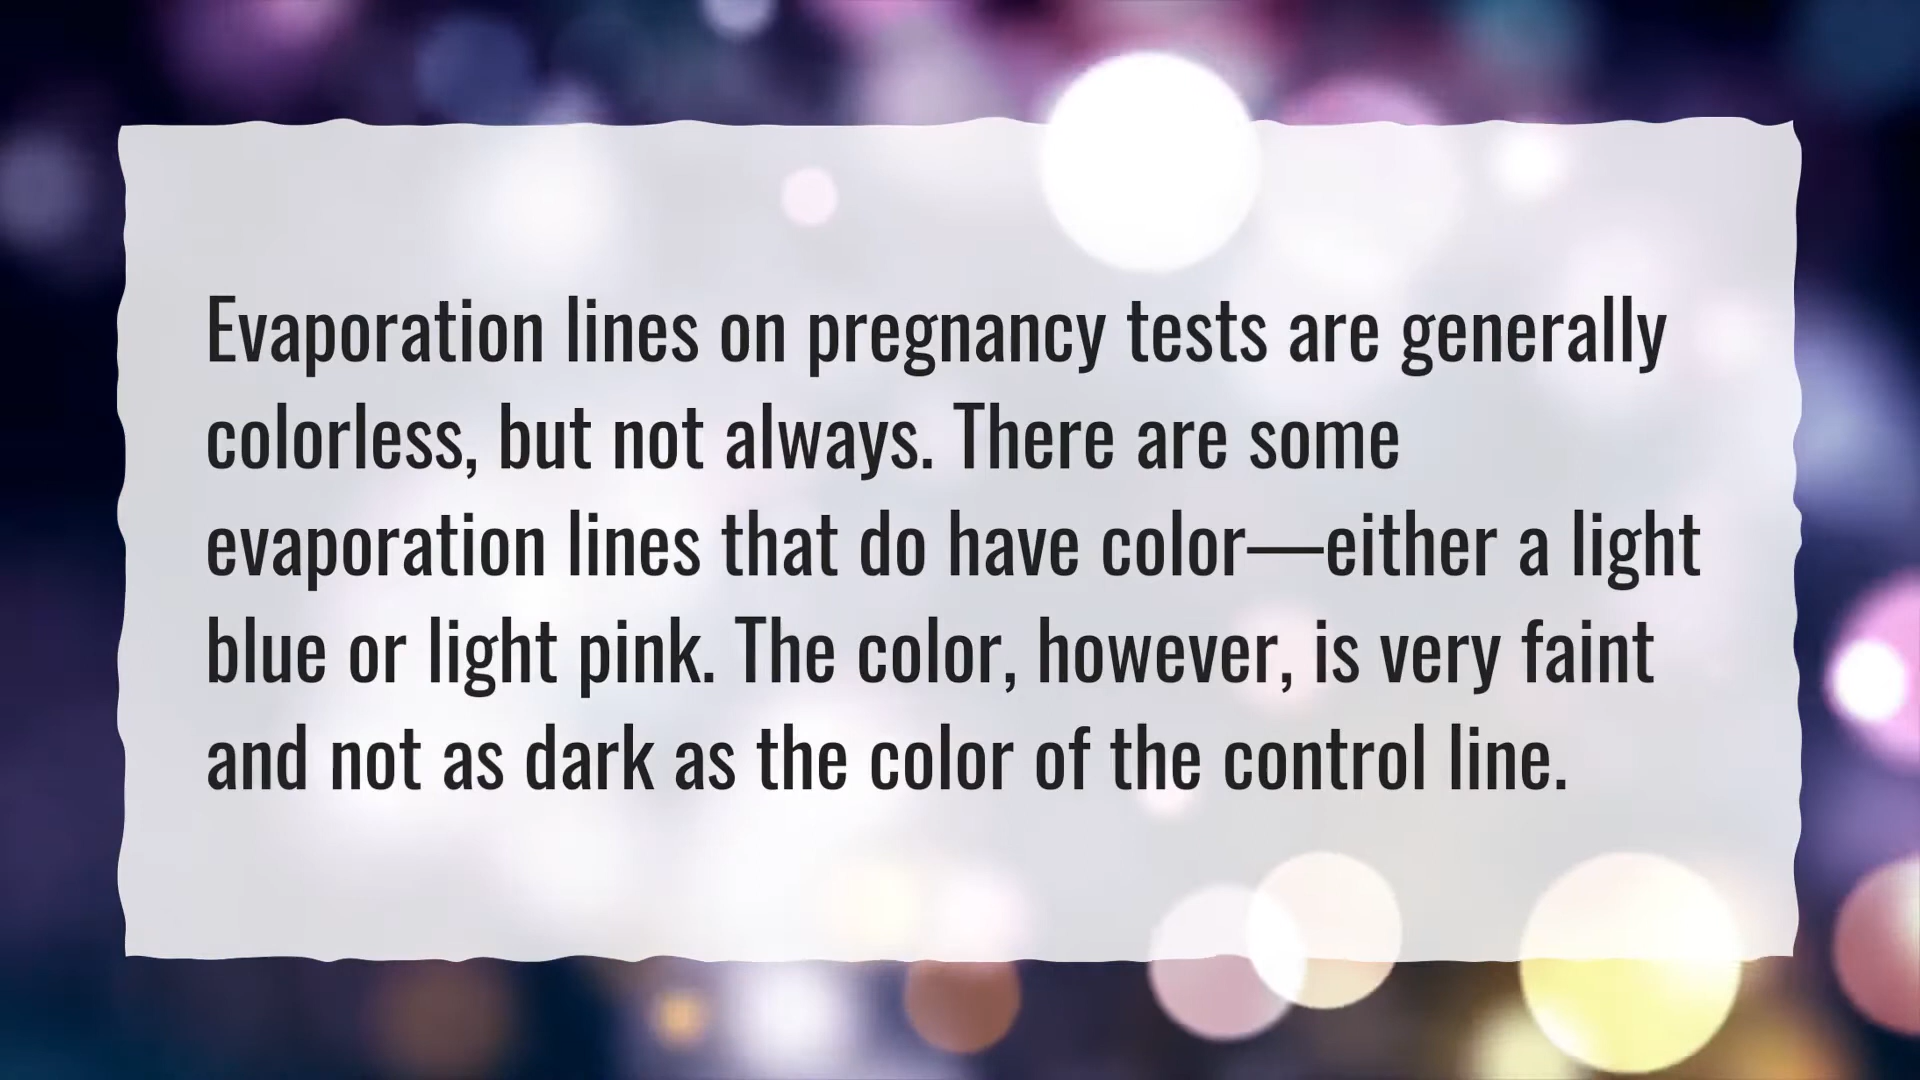 Evaporation lines on pregnancy tests are generally
colorless, but not always. There are some
evaporation lines that do have color—either a light
blue or light pink. The color, however, is very faint
and not as dark as the color of the control line.